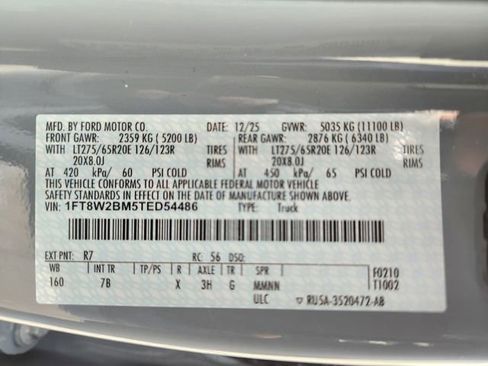 MFD. BY FORD MOTOR CO. 12/25 GVWR: 5035 KG (11100 LB)
FRONT GAWR: 2359 KG ( 5200 LB) REAR GAWR: 2876 KG ( 6340 LB)
WITH LT275/65R20E 126/123R TIRES WITH LT275/65R20E 126/123R TIRES
20X8.0J RIMS 20X8.0J RIMS
AT 420 kPa/ 60 PSI COLD AT 450 kPa/ 65 PSI COLD
THIS VEHICLE CONFORMS TO ALL APPLICABLE FEDERAL MOTOR VEHICLE
SAFETY STANDARDS IN EFFECT ON THE DATE OF MANUFACTURE SHOWN ABOVE.
VIN: 1FT8W2BM5TED54486 TYPE: Truck
EXT PNT: R7 RC: 56 DSO:
WB INT TR TP/PS R AXLE TR SPR F0210
160 7B X 3H G MMNN T1002
ULC ▽ RU5A-3520472-AB